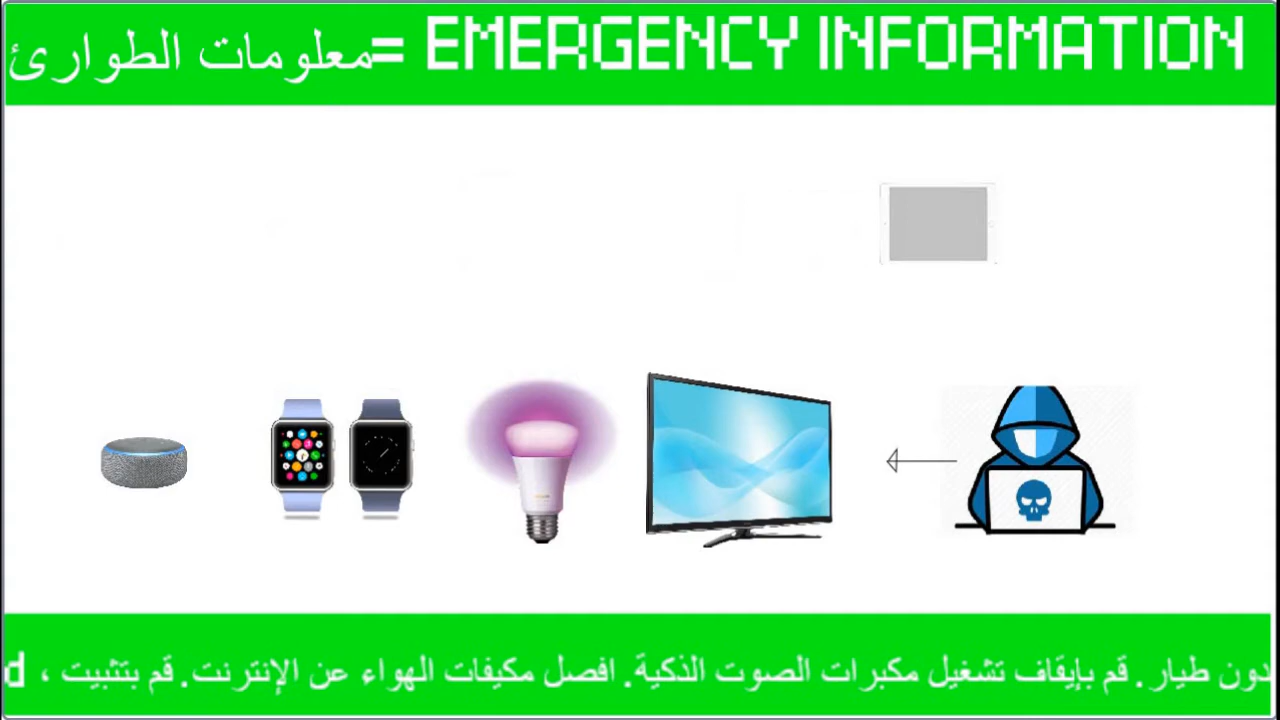 معلومات الطوارئ= EMERGENCY INFORMATION
دون طيار. قم بإيقاف تشغيل مكبرات الصوت الذكية. افصل مكيفات الهواء عن الإنترنت. قم بتثبيت ،